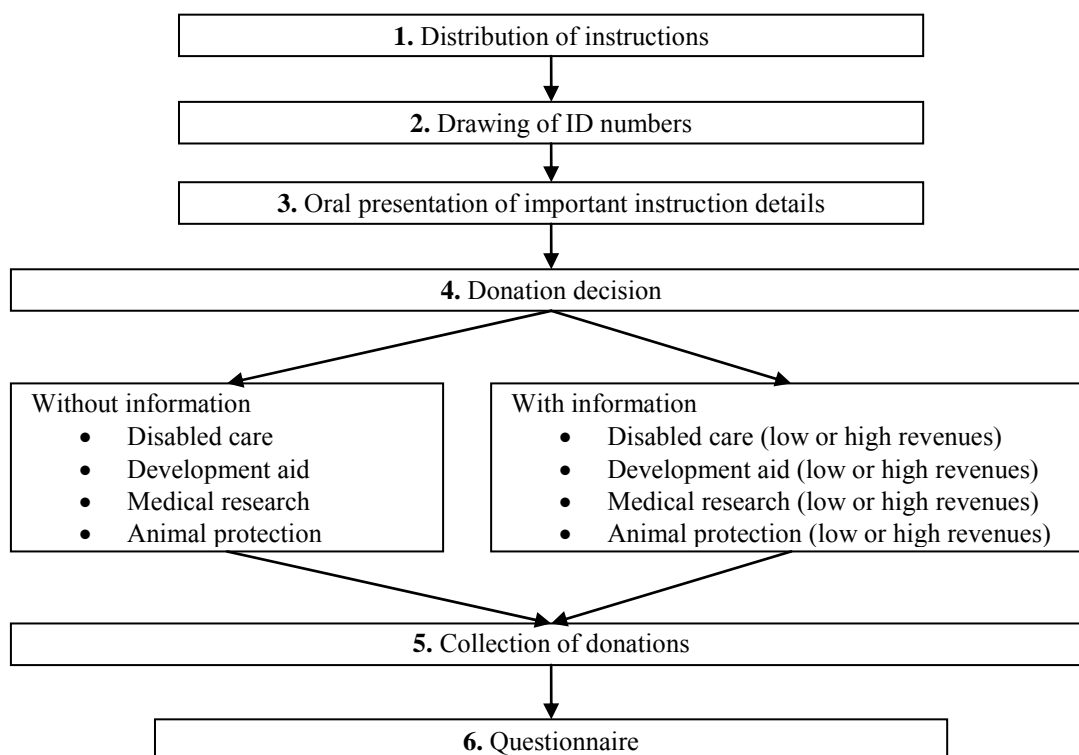 1. Distribution of instructions
2. Drawing of ID numbers
3. Oral presentation of important instruction details
4. Donation decision
Without information
• Disabled care
• Development aid
• Medical research
• Animal protection
With information
• Disabled care (low or high revenues)
• Development aid (low or high revenues)
• Medical research (low or high revenues)
• Animal protection (low or high revenues)
5. Collection of donations
6. Questionnaire